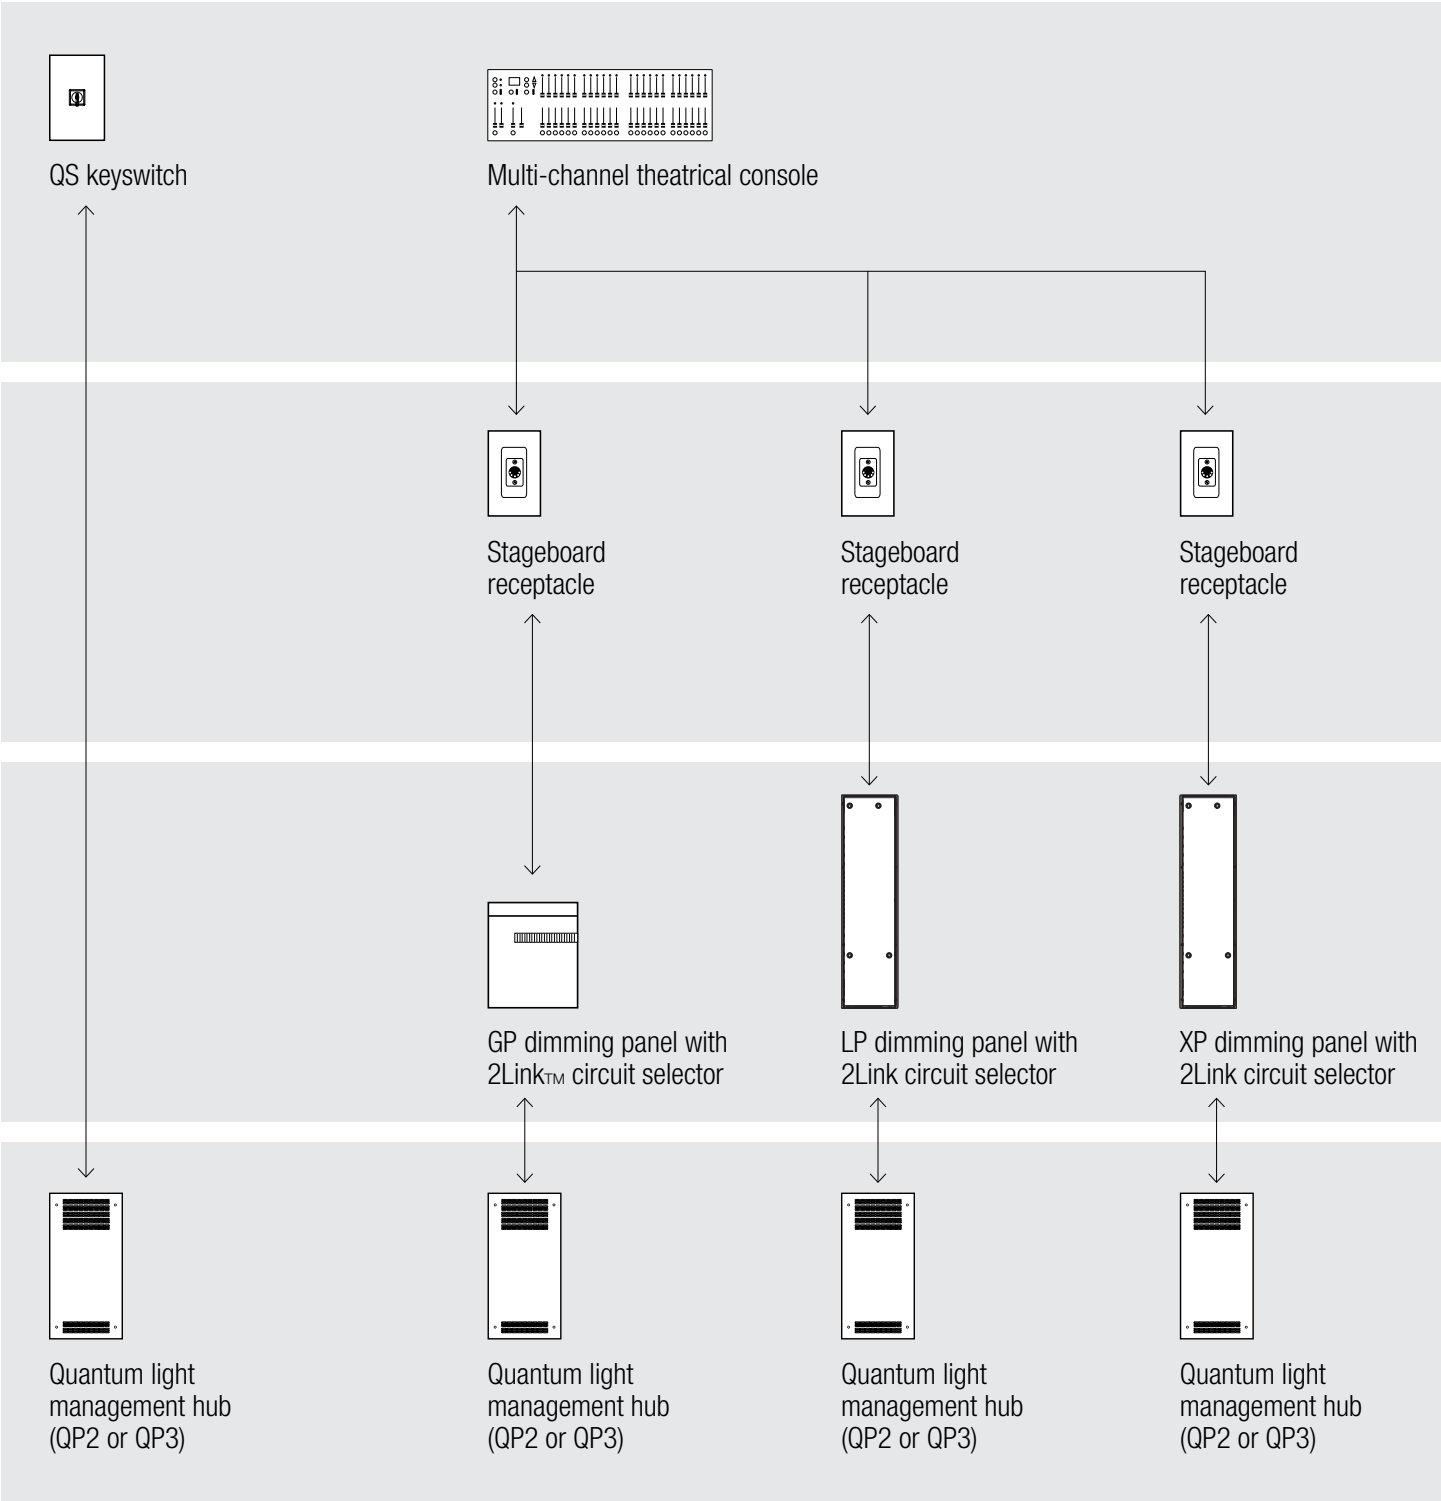 QS keyswitch
Multi-channel theatrical console
Stageboard
receptacle
Stageboard
receptacle
Stageboard
receptacle
GP dimming panel with
2Link™ circuit selector
LP dimming panel with
2Link circuit selector
XP dimming panel with
2Link circuit selector
Quantum light
management hub
(QP2 or QP3)
Quantum light
management hub
(QP2 or QP3)
Quantum light
management hub
(QP2 or QP3)
Quantum light
management hub
(QP2 or QP3)